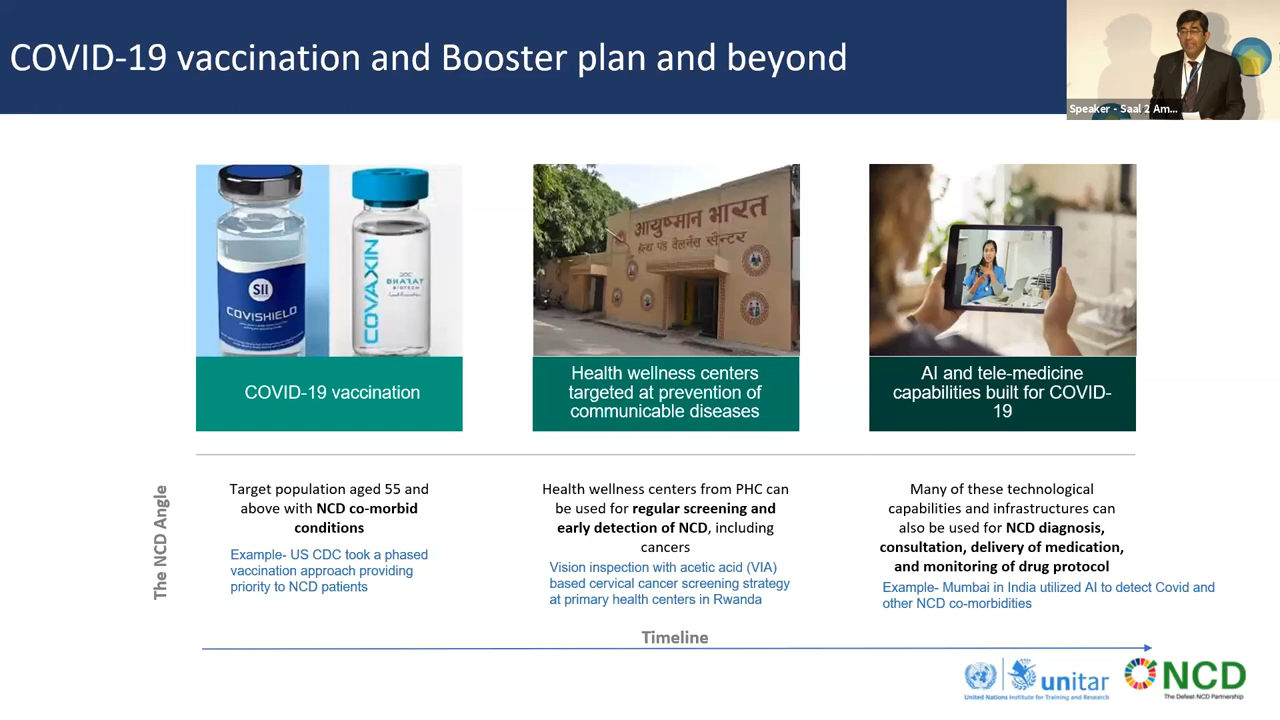 COVID-19 vaccination and Booster plan and beyond
Speaker - Saal 2 Am...
SII
COVISHIELD
COVAXIN
BHARAT
BIOTECH
आयुष्मान भारत
हेल्थ एंड वेलनेस सेन्टर
COVID-19 vaccination
Health wellness centers
targeted at prevention of
communicable diseases
AI and tele-medicine
capabilities built for COVID-
19
The NCD Angle
Target population aged 55 and
above with NCD co-morbid
conditions
Example- US CDC took a phased
vaccination approach providing
priority to NCD patients
Health wellness centers from PHC can
be used for regular screening and
early detection of NCD, including
cancers
Vision inspection with acetic acid (VIA)
based cervical cancer screening strategy
at primary health centers in Rwanda
Many of these technological
capabilities and infrastructures can
also be used for NCD diagnosis,
consultation, delivery of medication,
and monitoring of drug protocol
Example- Mumbai in India utilized AI to detect Covid and
other NCD co-morbidities
Timeline
unitar
United Nations Institute for Training and Research
NCD
The Defeat-NCD Partnership